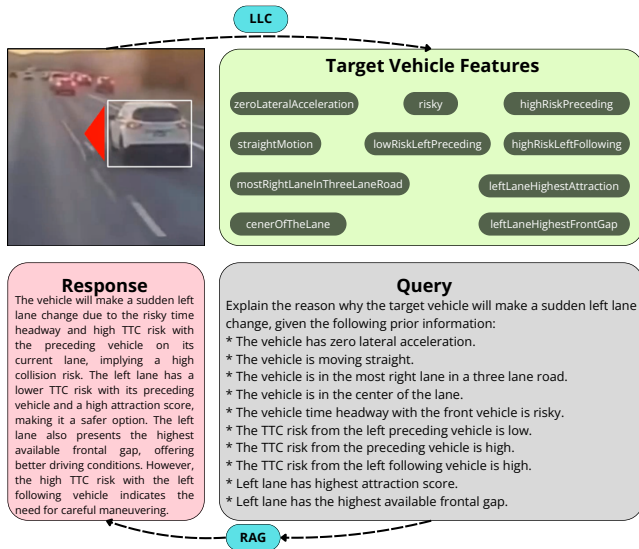 LLC
Target Vehicle Features
zeroLateralAcceleration
risky
highRiskPreceding
straightMotion
lowRiskLeftPreceding
highRiskLeftFollowing
mostRightLaneInThreeLaneRoad
leftLaneHighestAttraction
cenerOfTheLane
leftLaneHighestFrontGap
Response
The vehicle will make a sudden left
lane change due to the risky time
headway and high TTC risk with
the preceding vehicle on its
current lane, implying a high
collision risk. The left lane has a
lower TTC risk with its preceding
vehicle and a high attraction score,
making it a safer option. The left
lane also presents the highest
available frontal gap, offering
better driving conditions. However,
the high TTC risk with the left
following vehicle indicates the
need for careful maneuvering.
Query
Explain the reason why the target vehicle will make a sudden left lane
change, given the following prior information:
* The vehicle has zero lateral acceleration.
* The vehicle is moving straight.
* The vehicle is in the most right lane in a three lane road.
* The vehicle is in the center of the lane.
* The vehicle time headway with the front vehicle is risky.
* The TTC risk from the left preceding vehicle is low.
* The TTC risk from the preceding vehicle is high.
* The TTC risk from the left following vehicle is high.
* Left lane has highest attraction score.
* Left lane has the highest available frontal gap.
RAG